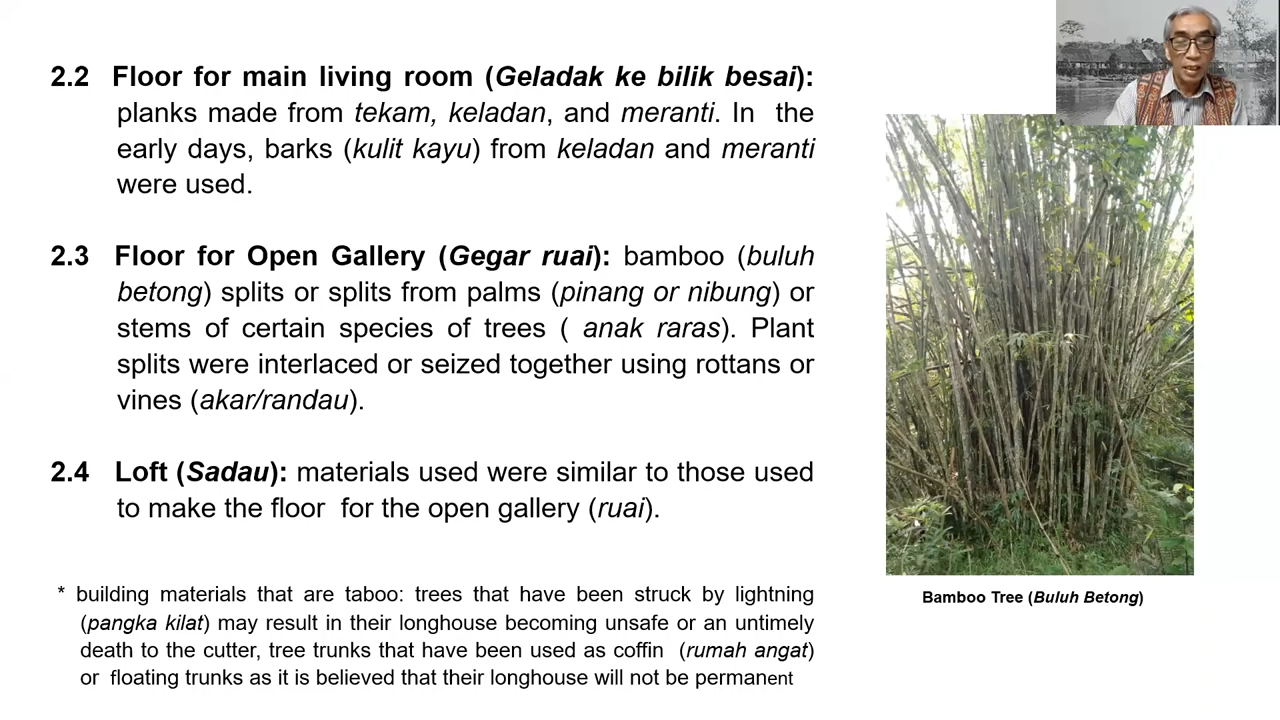 2.2 Floor for main living room (Geladak ke bilik besai):
planks made from tekam, keladan, and meranti. In the
early days, barks (kulit kayu) from keladan and meranti
were used.
2.3 Floor for Open Gallery (Gegar ruai): bamboo (buluh
betong) splits or splits from palms (pinang or nibung) or
stems of certain species of trees ( anak raras). Plant
splits were interlaced or seized together using rottans or
vines (akar/randau).
2.4 Loft (Sadau): materials used were similar to those used
to make the floor for the open gallery (ruai).
* building materials that are taboo: trees that have been struck by lightning
(pangka kilat) may result in their longhouse becoming unsafe or an untimely
death to the cutter, tree trunks that have been used as coffin (rumah angat)
or floating trunks as it is believed that their longhouse will not be permanent
Bamboo Tree (Buluh Betong)